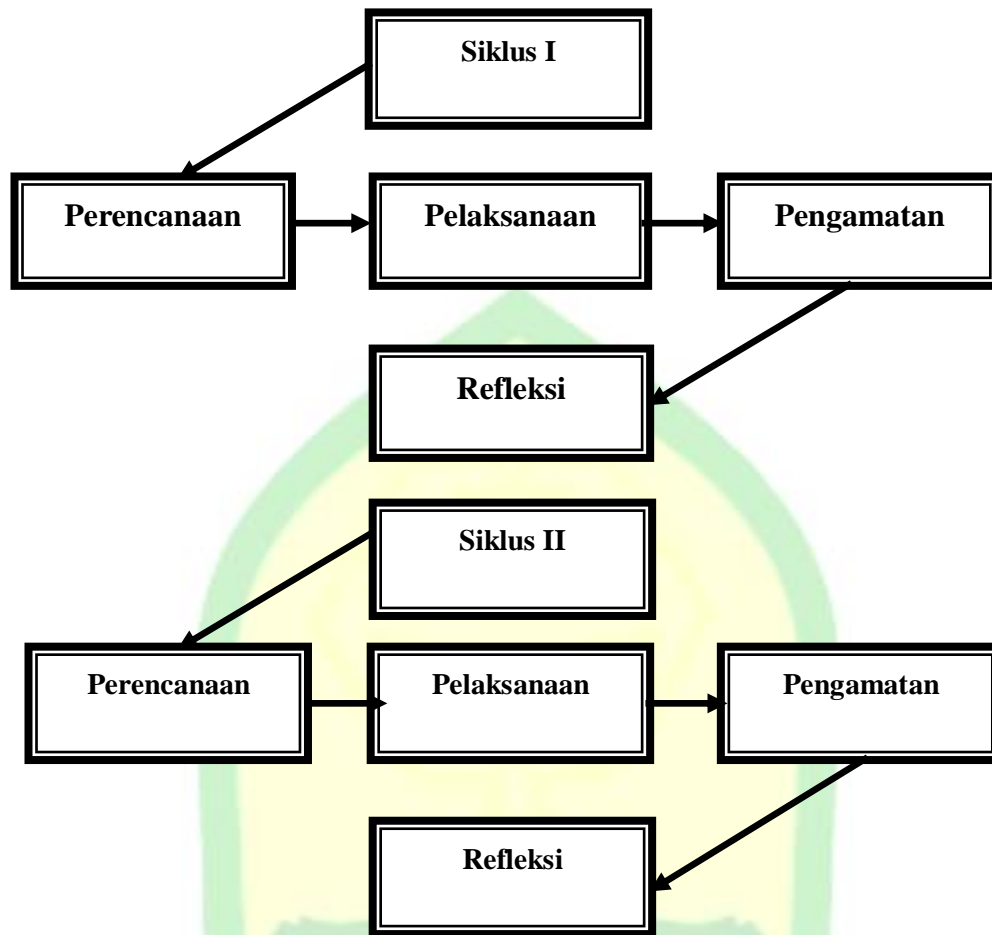 Siklus I
Perencanaan
Pelaksanaan
Pengamatan
Refleksi
Siklus II
Perencanaan
Pelaksanaan
Pengamatan
Refleksi